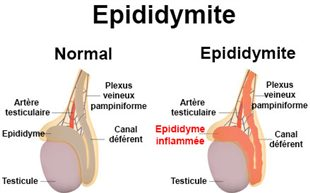 Epididymite
Normal
Epididymite
Plexus
veineux
pampiniforme
Artère
testiculaire
Epididyme
Canal
déférent
Testicule
Plexus
veineux
pampiniforme
Artère
testiculaire
Epididyme
inflammée
Canal
déférent
Testicule